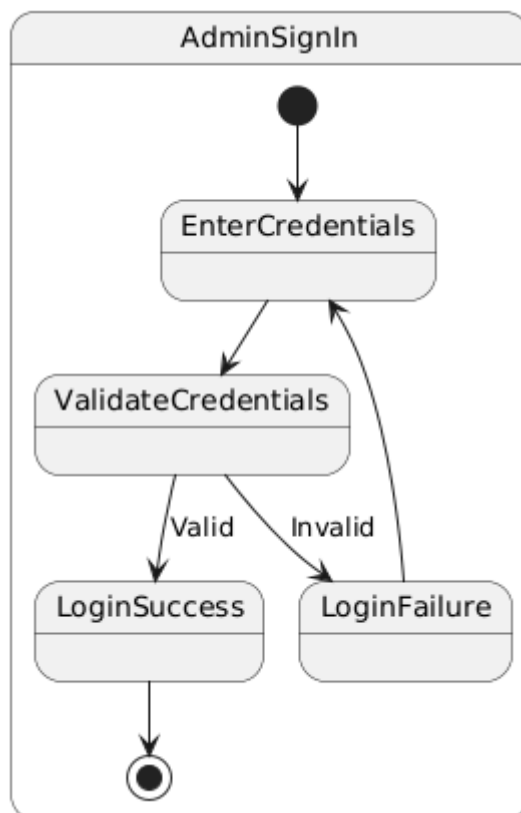 AdminSignIn
EnterCredentials
ValidateCredentials
Valid
Invalid
LoginSuccess
LoginFailure